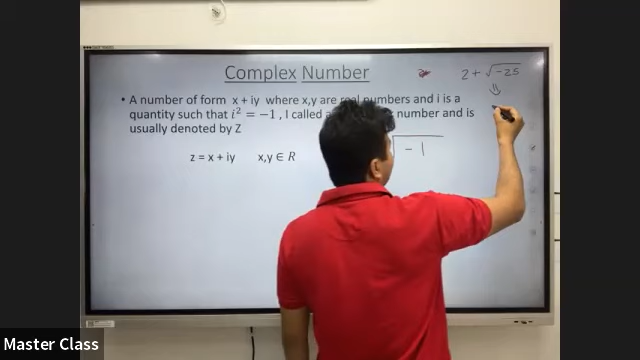 Complex Number
2 + √-25
• A number of form x + iy where x,y are real numbers and i is a
quantity such that i² = −1 , I called a number and is
usually denoted by Z
√-1
z = x + iy x,y ∈ R
Master Class